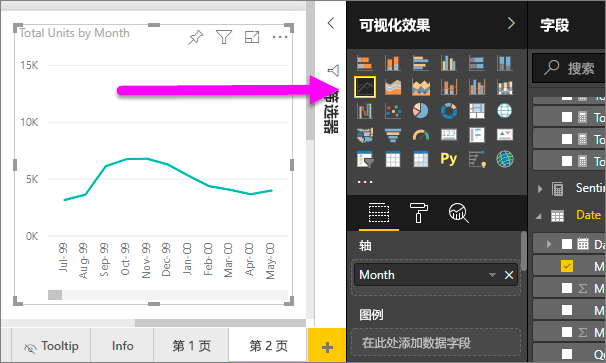 Total Units by Month
15K
10K
5K
0K
Jul-99
Aug-99
Sep-99
Oct-99
Nov-99
Dec-99
Jan-00
Feb-00
Mar-00
Apr-00
May-00
Tooltip
Info
第 1 页
第 2 页
筛选器
可视化效果
Py
轴
Month
图例
在此处添加数据字段
字段
搜索
To
To
To
To
Sentin
Date
Da
M
M
M
M
Qu